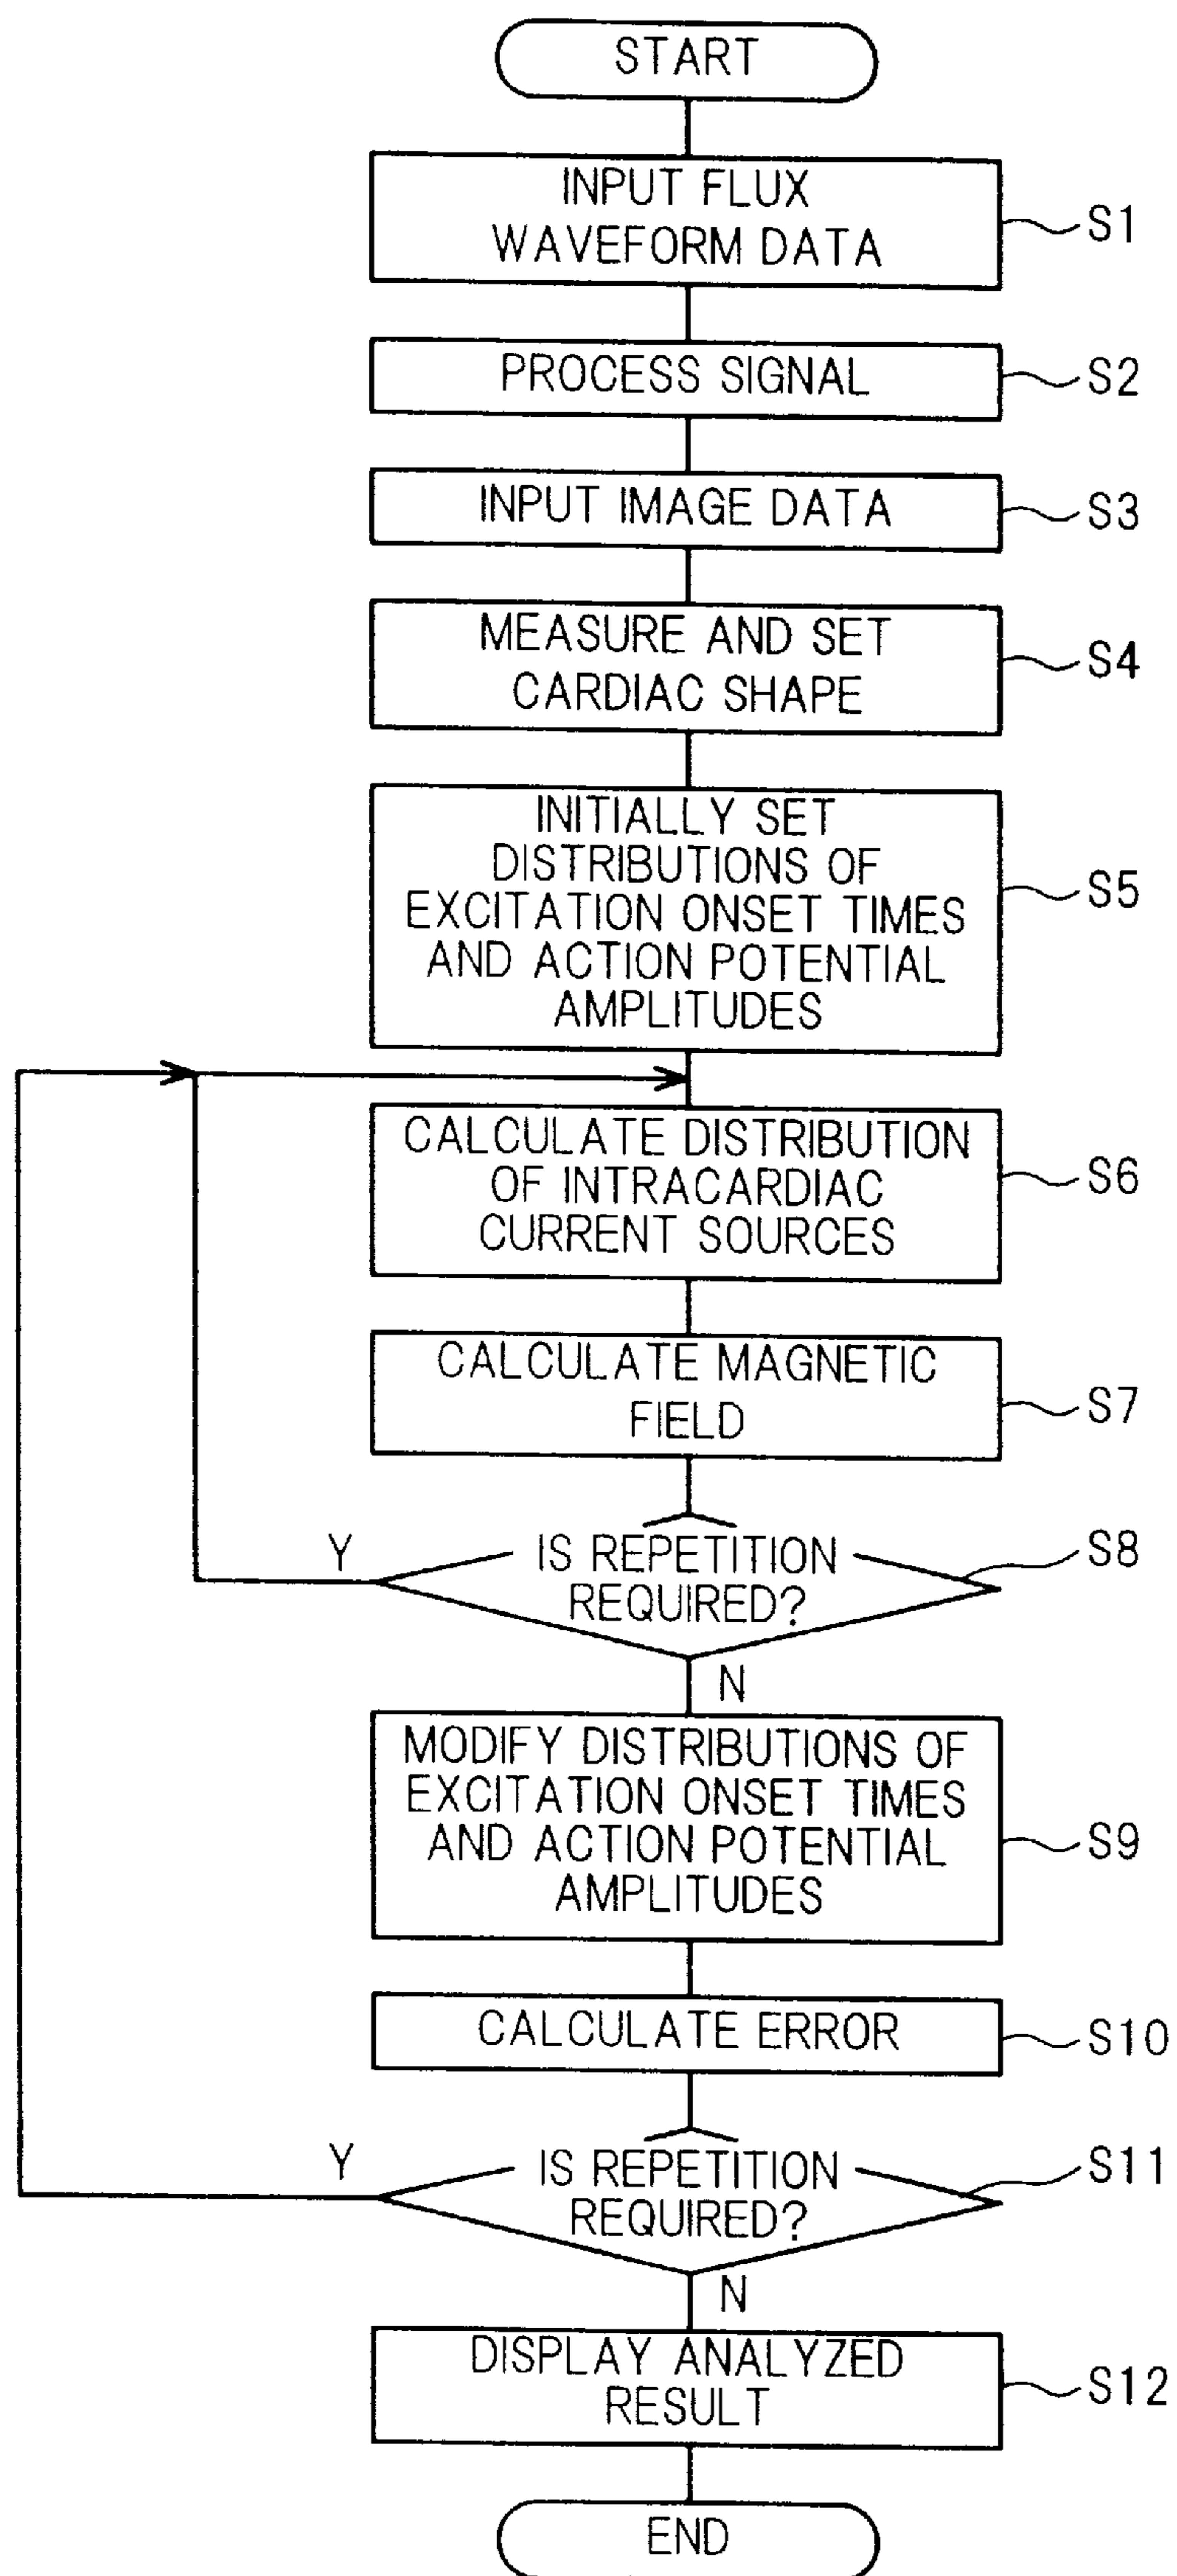 START
INPUT FLUX
WAVEFORM DATA
S1
PROCESS SIGNAL
S2
INPUT IMAGE DATA
S3
MEASURE AND SET
CARDIAC SHAPE
S4
INITIALLY SET
DISTRIBUTIONS OF
EXCITATION ONSET TIMES
AND ACTION POTENTIAL
AMPLITUDES
S5
CALCULATE DISTRIBUTION
OF INTRACARDIAC
CURRENT SOURCES
S6
CALCULATE MAGNETIC
FIELD
S7
Y
IS REPETITION
REQUIRED?
S8
N
MODIFY DISTRIBUTIONS OF
EXCITATION ONSET TIMES
AND ACTION POTENTIAL
AMPLITUDES
S9
CALCULATE ERROR
S10
Y
IS REPETITION
REQUIRED?
S11
N
DISPLAY ANALYZED
RESULT
S12
END